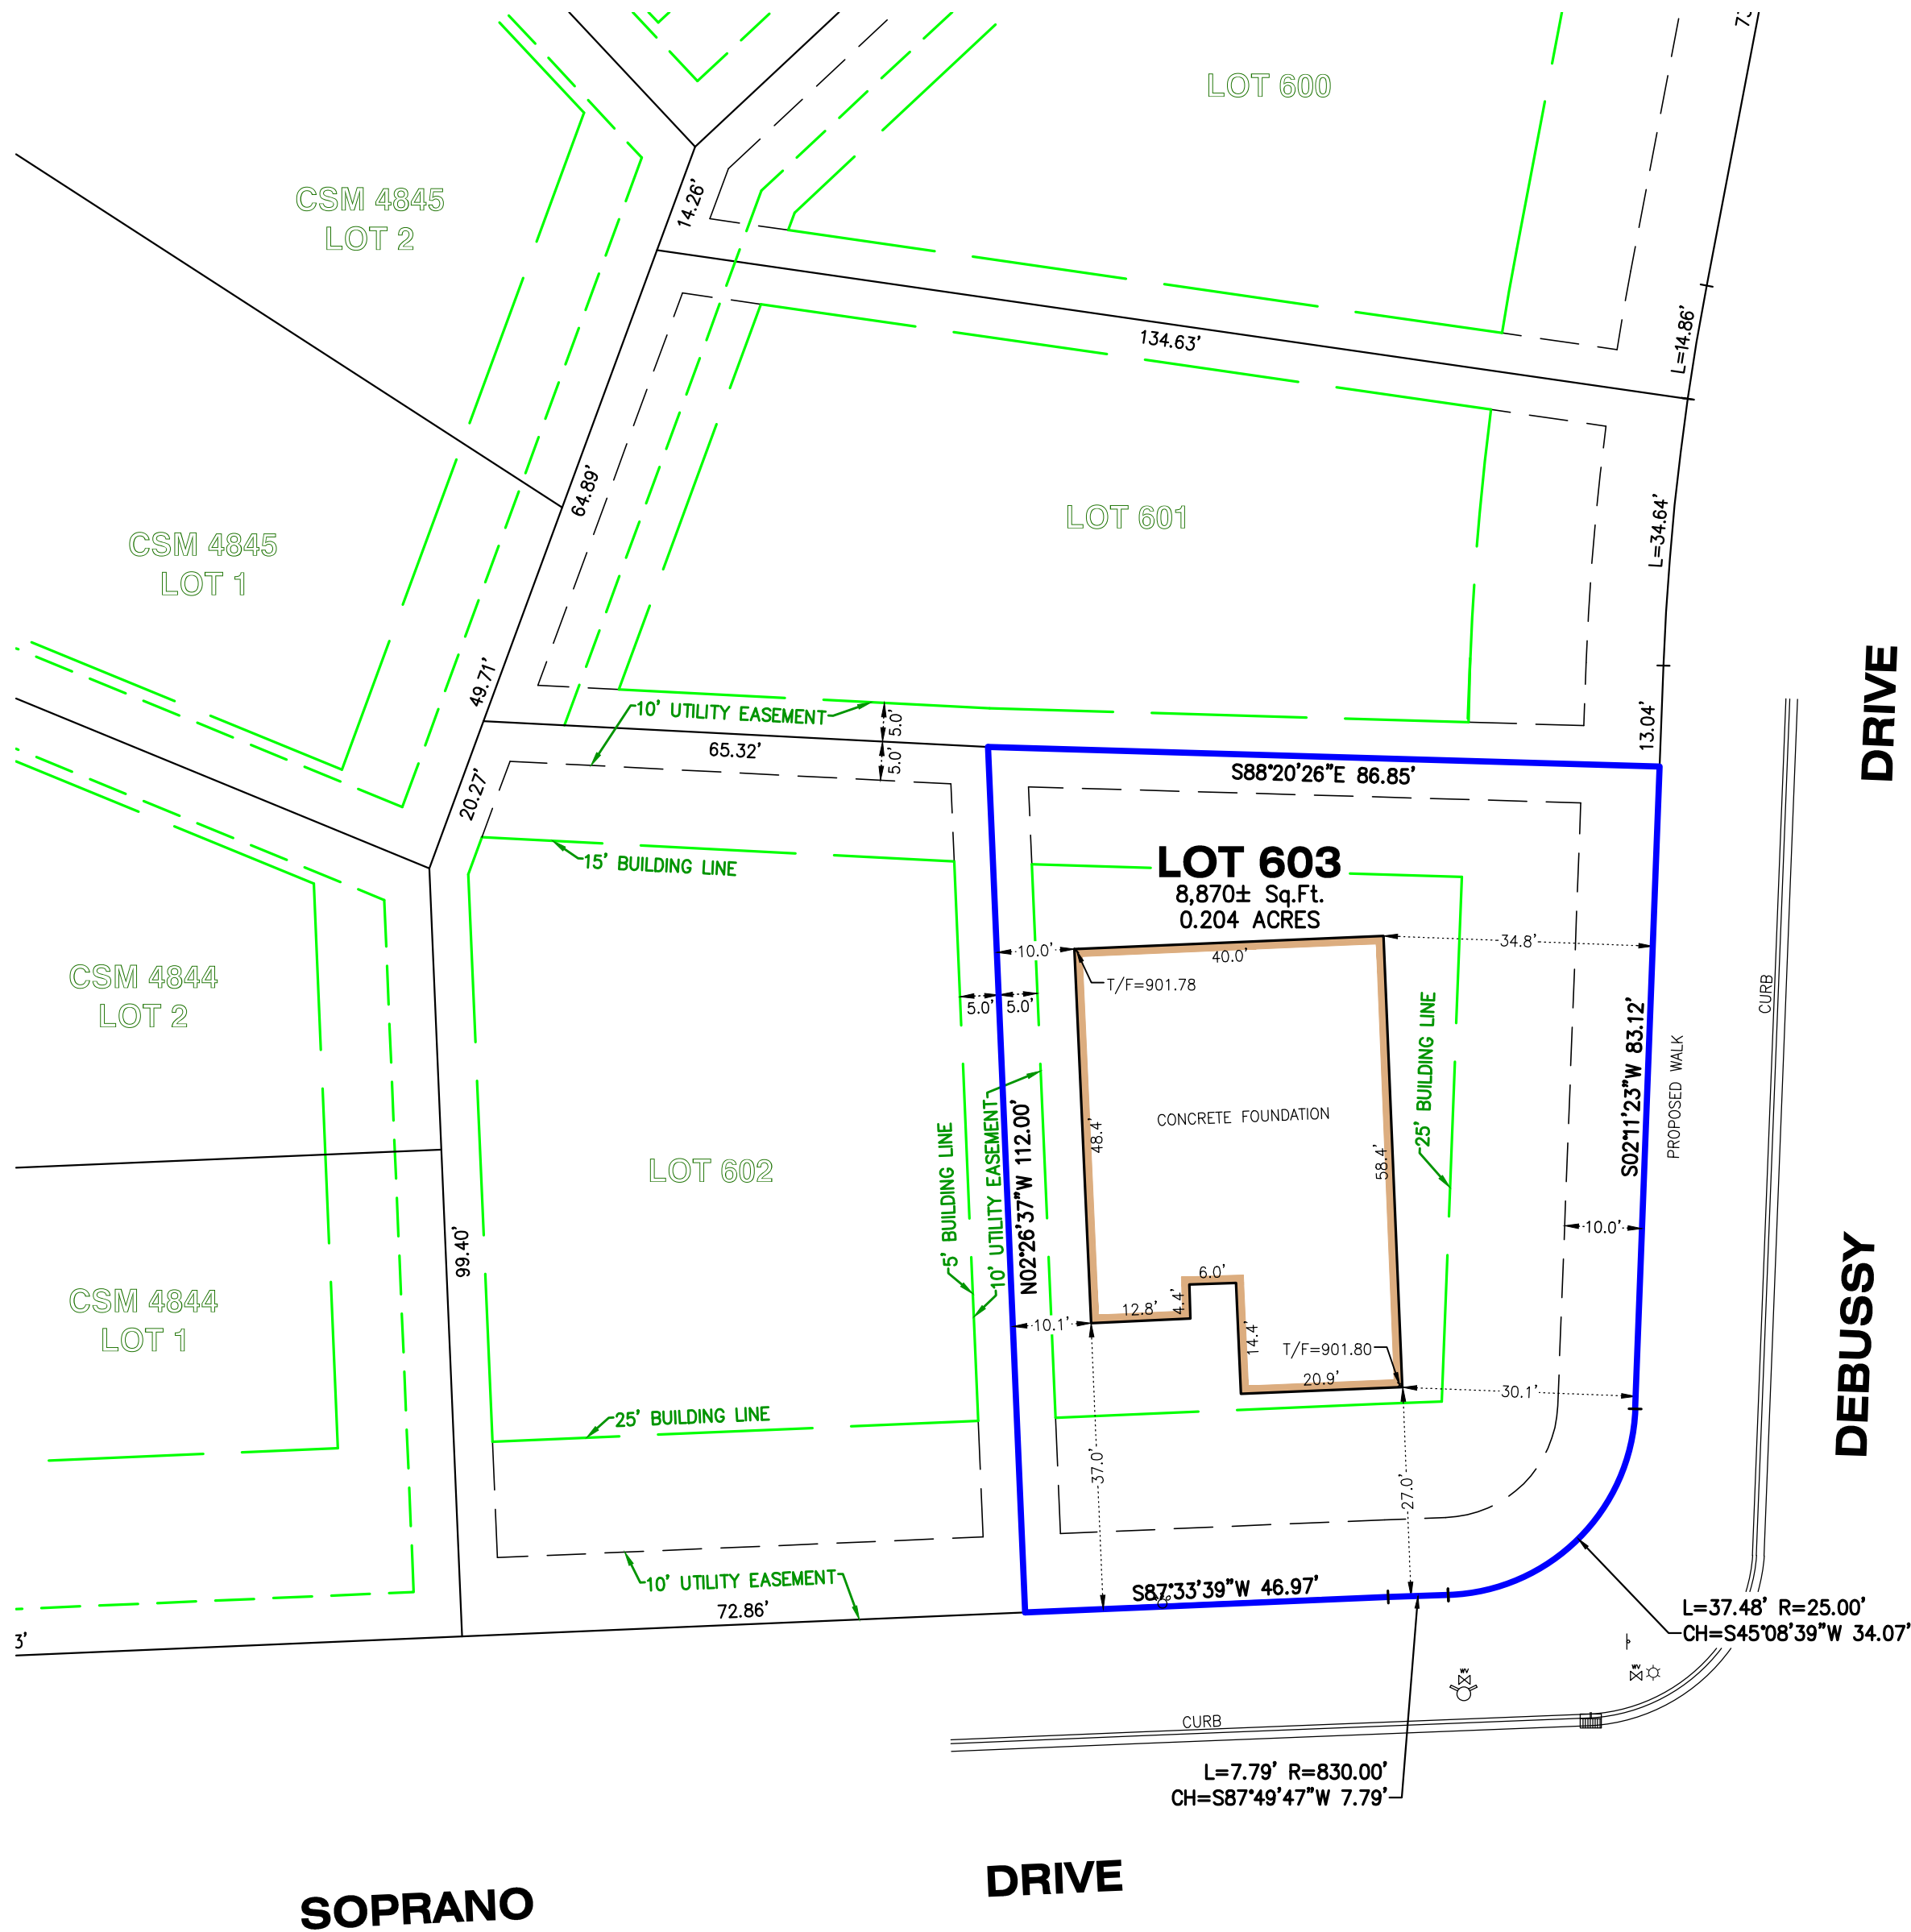 LOT 600
CSM 4845
LOT 2
14.26'
L=14.86'
134.63'
64.89'
LOT 601
L=34.64'
CSM 4845
LOT 1
49.71'
10' UTILITY EASEMENT
5.0'
5.0'
65.32'
13.04'
DRIVE
20.27'
S88°20'26"E 86.85'
15' BUILDING LINE
LOT 603
8,870± Sq.Ft.
0.204 ACRES
10.0'
40.0'
34.8'
T/F=901.78
5.0'
5.0'
CSM 4844
LOT 2
CURB
25' BUILDING LINE
S02°11'23"W 83.12'
PROPOSED WALK
CONCRETE FOUNDATION
48.4'
58.4'
LOT 602
5' BUILDING LINE
10' UTILITY EASEMENT
N02°26'37"W 112.00'
10.0'
99.40'
CSM 4844
LOT 1
6.0'
12.8'
4.4'
10.1'
14.4'
T/F=901.80
20.9'
30.1'
DEBUSSY
25' BUILDING LINE
37.0'
27.0'
10' UTILITY EASEMENT
72.86'
S87°33'39"W 46.97'
L=37.48' R=25.00'
CH=S45°08'39"W 34.07'
3'
WV
WV
CURB
L=7.79' R=830.00'
CH=S87°49'47"W 7.79'
DRIVE
SOPRANO